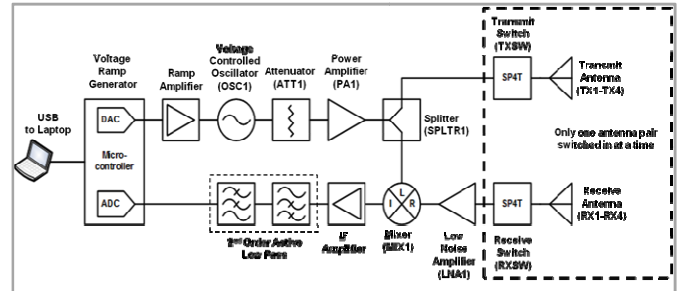 Transmit
Switch
(TXSW)
Voltage
Ramp
Generator
Ramp
Amplifier
Voltage
Controlled
Oscillator
(OSC1)
Attenuator
(ATT1)
Power
Amplifier
(PA1)
SP4T
Transmit
Antenna
(TX1-TX4)
USB
to Laptop
DAC
Splitter
(SPLTR1)
Only one antenna pair
switched in at a time
Micro-
controller
ADC
I
L
R
SP4T
Receive
Antenna
(RX1-RX4)
2nd Order Active
Low Pass
IF
Amplifier
Mixer
(MIX1)
Low
Noise
Amplifier
(LNA1)
Receive
Switch
(RXSW)